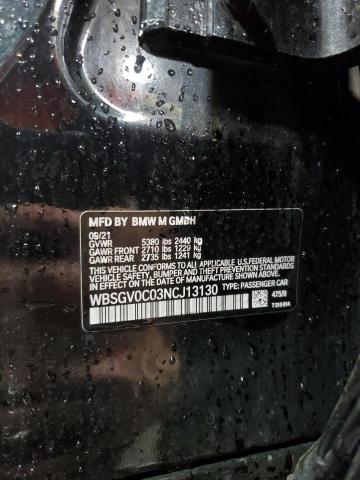 MFD BY BMW M GMBH
09/21
GVWR 5380 lbs 2440 kg
GAWR FRONT 2710 lbs 1229 kg
GAWR REAR 2735 lbs 1241 kg
THIS VEHICLE CONFORMS TO ALL APPLICABLE U.S.FEDERAL MOTOR
VEHICLE SAFETY, BUMPER AND THEFT PREVENTION STANDARDS IN
EFFECT ON THE DATE OF MANUFACTURE SHOWN ABOVE.
WBSGV0C03NCJ13130 TYPE: PASSENGER CAR
475/9